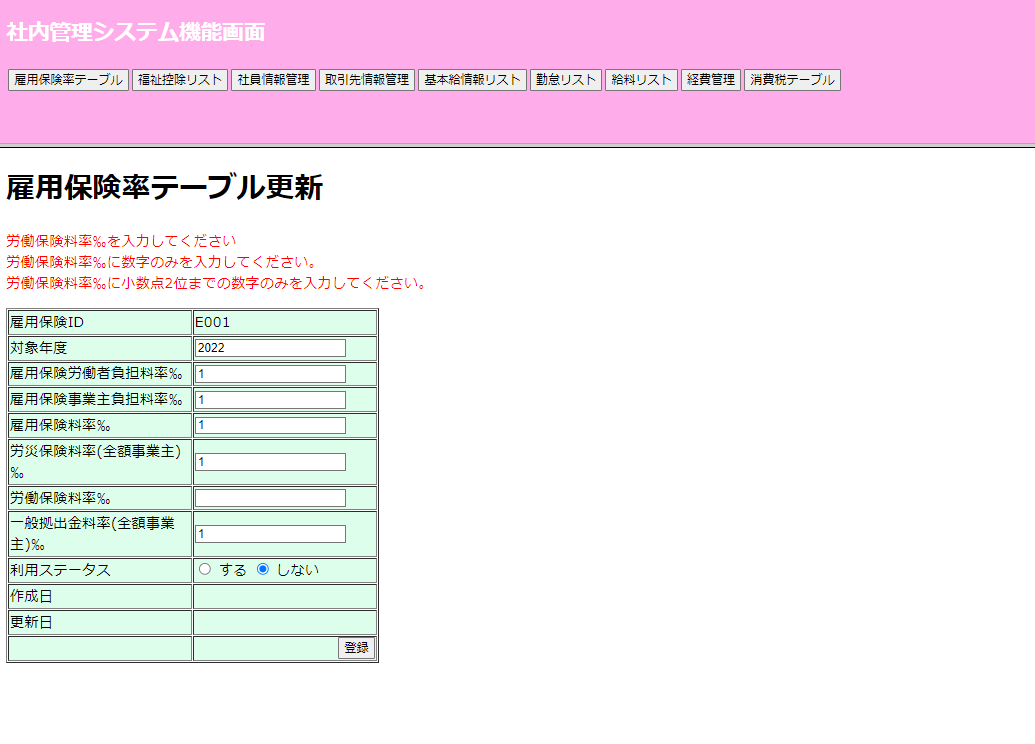 社内管理システム機能画面
雇用保険率テーブル 福祉控除リスト 社員情報管理 取引先情報管理 基本給情報リスト 勤怠リスト 給料リスト 経費管理 消費税テーブル
雇用保険率テーブル更新
労働保険料率‰を入力してください
労働保険料率‰に数字のみを入力してください。
労働保険料率‰に小数点2位までの数字のみを入力してください。
雇用保険ID E001
対象年度 2022
雇用保険労働者負担料率‰ 1
雇用保険事業主負担料率‰ 1
雇用保険料率‰ 1
労災保険料率(全額事業主)
‰ 1
労働保険料率‰
一般拠出金料率(全額事業
主)‰ 1
利用ステータス する しない
作成日
更新日
登録